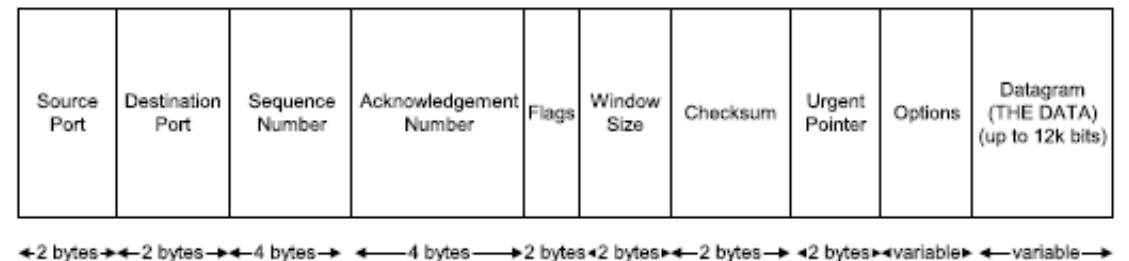 Source
Port
Destination
Port
Sequence
Number
Acknowledgement
Number
Flags
Window
Size
Checksum
Urgent
Pointer
Options
Datagram
(THE DATA)
(up to 12k bits)
2 bytes
2 bytes
4 bytes
4 bytes
2 bytes
2 bytes
2 bytes
2 bytes
variable
variable